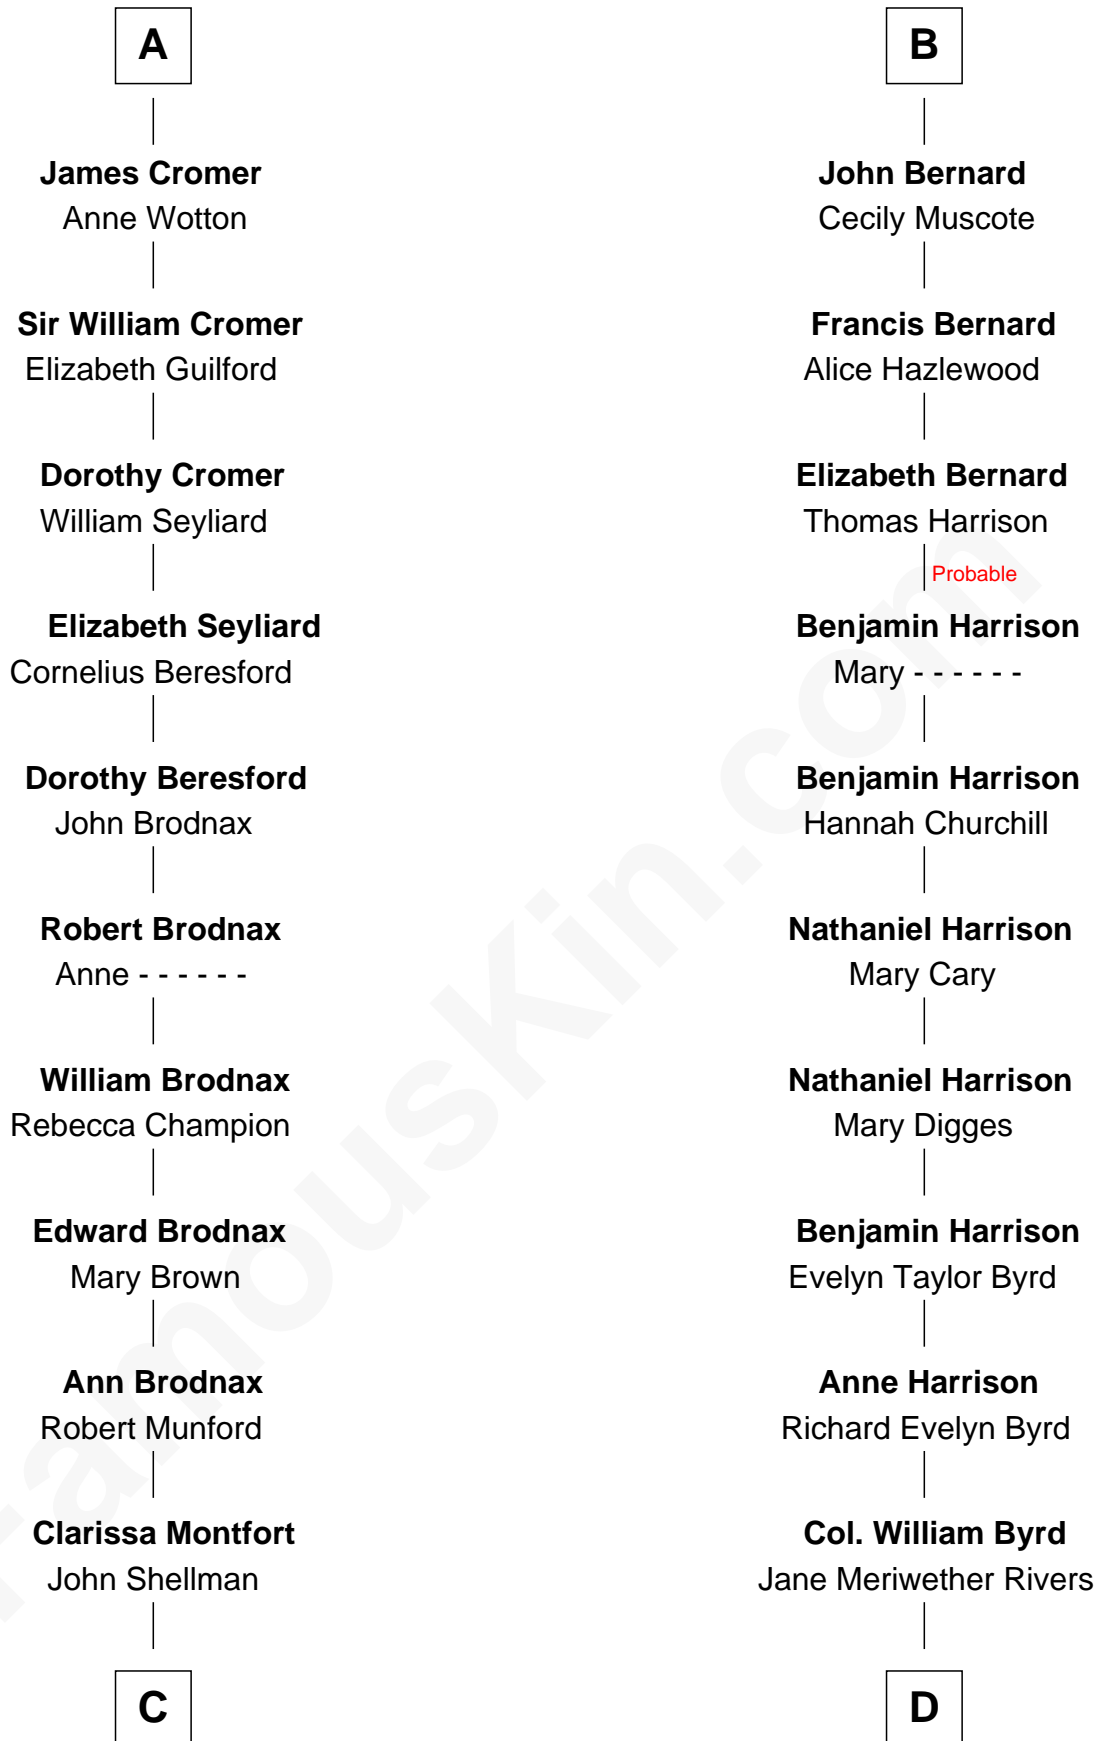 A
James Cromer
Anne Wotton
Sir William Cromer
Elizabeth Guilford
Dorothy Cromer
William Seyliard
Elizabeth Seyliard
Cornelius Beresford
Dorothy Beresford
John Brodnax
Robert Brodnax
Anne - - - - - -
William Brodnax
Rebecca Champion
Edward Brodnax
Mary Brown
Ann Brodnax
Robert Munford
Clarissa Montfort
John Shellman
C
B
John Bernard
Cecily Muscote
Francis Bernard
Alice Hazlewood
Elizabeth Bernard
Thomas Harrison
Probable
Benjamin Harrison
Mary - - - - - -
Benjamin Harrison
Hannah Churchill
Nathaniel Harrison
Mary Cary
Nathaniel Harrison
Mary Digges
Benjamin Harrison
Evelyn Taylor Byrd
Anne Harrison
Richard Evelyn Byrd
Col. William Byrd
Jane Meriwether Rivers
D
FamousKin.com